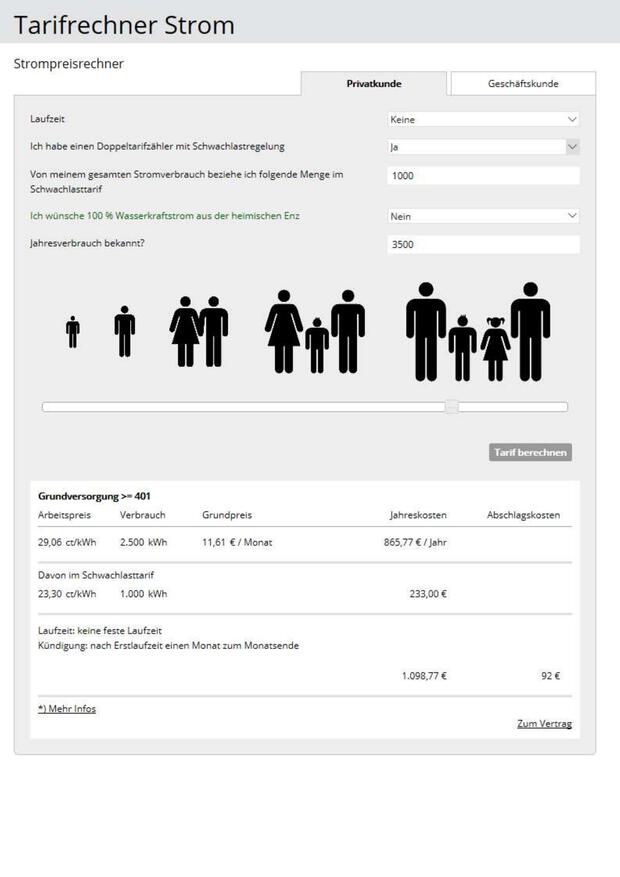 Tarifrechner Strom
Strompreisrechner
Privatkunde
Geschäftskunde
Laufzeit
Keine
Ich habe einen Doppeltarifzähler mit Schwachlastregelung
Ja
Von meinem gesamten Stromverbrauch beziehe ich folgende Menge im
Schwachlasttarif
1000
Ich wünsche 100 % Wasserkraftstrom aus der heimischen Enz
Nein
Jahresverbrauch bekannt?
3500
Tarif berechnen
Grundversorgung >= 401
Arbeitspreis Verbrauch Grundpreis Jahreskosten Abschlagskosten
29,06 ct/kWh 2.500 kWh 11,61 € / Monat 865,77 € / Jahr
Davon im Schwachlasttarif
23,30 ct/kWh 1.000 kWh 233,00 €
Laufzeit: keine feste Laufzeit
Kündigung: nach Erstlaufzeit einen Monat zum Monatsende
1.098,77 € 92 €
*) Mehr Infos
Zum Vertrag